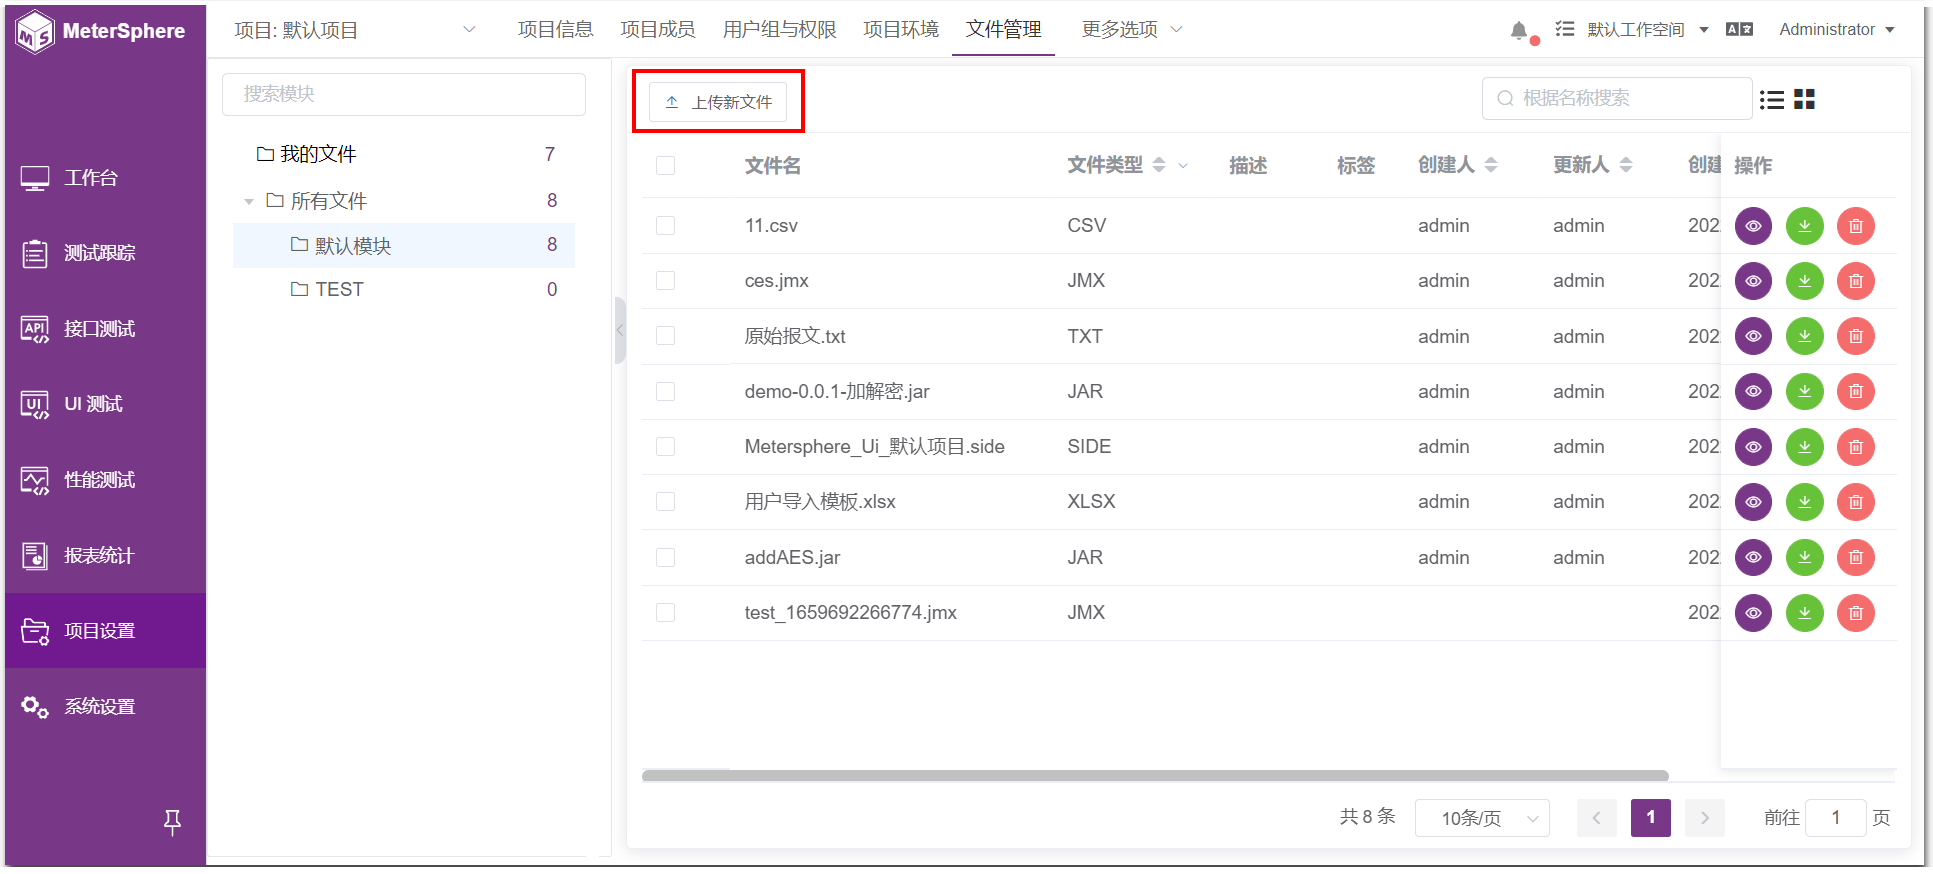 MeterSphere
项目: 默认项目
项目信息
项目成员
用户组与权限
项目环境
文件管理
更多选项
默认工作空间
Administrator
工作台
测试跟踪
接口测试
UI 测试
性能测试
报表统计
项目设置
系统设置
搜索模块
我的文件 7
所有文件 8
默认模块 8
TEST 0
上传新文件
根据名称搜索
文件名 文件类型 描述 标签 创建人 更新人 创建 操作
11.csv CSV admin admin 202
ces.jmx JMX admin admin 202
原始报文.txt TXT admin admin 202
demo-0.0.1-加解密.jar JAR admin admin 202
Metersphere_Ui_默认项目.side SIDE admin admin 202
用户导入模板.xlsx XLSX admin admin 202
addAES.jar JAR admin admin 202
test_1659692266774.jmx JMX 202
共 8 条 10条/页 1 前往 1 页